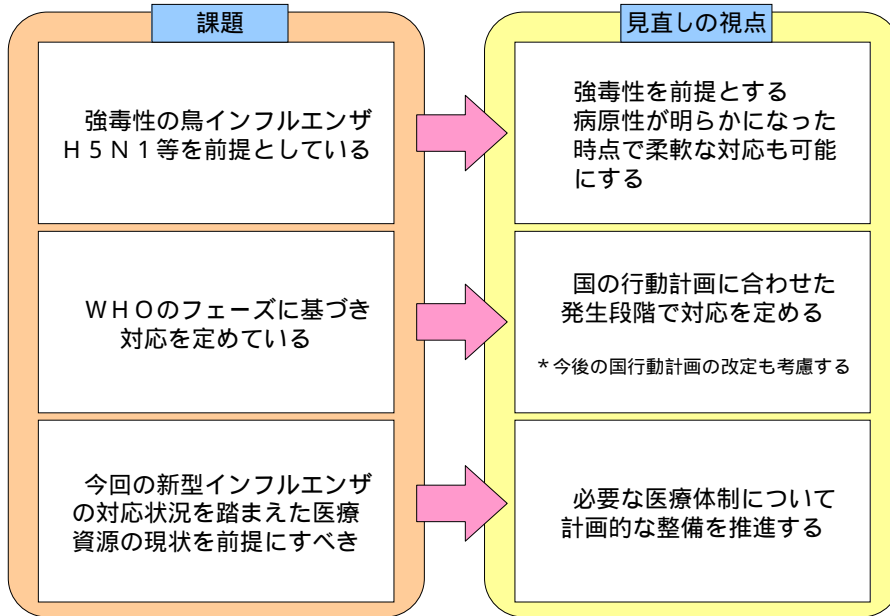 課題
強毒性の鳥インフルエンザ
Ｈ５Ｎ１等を前提としている
ＷＨＯのフェーズに基づき
対応を定めている
今回の新型インフルエンザ
の対応状況を踏まえた医療
資源の現状を前提にすべき
見直しの視点
強毒性を前提とする
病原性が明らかになった
時点で柔軟な対応も可能
にする
国の行動計画に合わせた
発生段階で対応を定める
＊今後の国行動計画の改定も考慮する
必要な医療体制について
計画的な整備を推進する